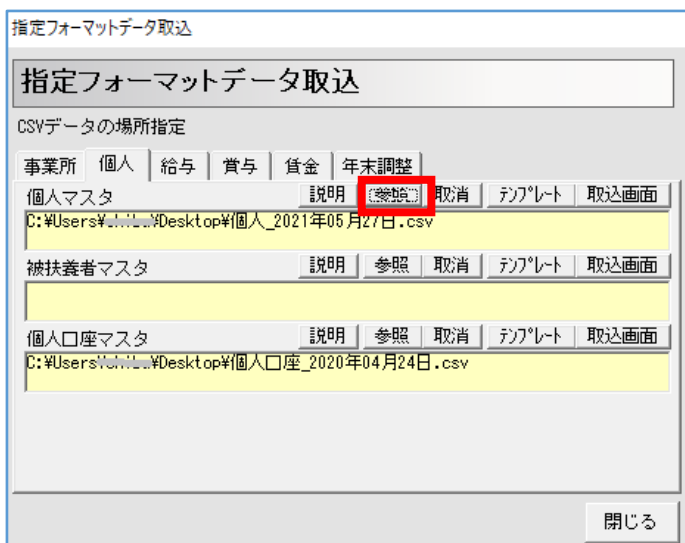 指定フォーマットデータ取込
指定フォーマットデータ取込
CSVデータの場所指定
事業所 個人 給与 賞与 賃金 年末調整
個人マスタ 説明 参照 取消 テンプレート 取込画面
C:¥Users¥ ¥Desktop¥個人_2021年05月27日.csv
被扶養者マスタ 説明 参照 取消 テンプレート 取込画面
個人口座マスタ 説明 参照 取消 テンプレート 取込画面
C:¥Users ¥Desktop¥個人口座_2020年04月24日.csv
閉じる